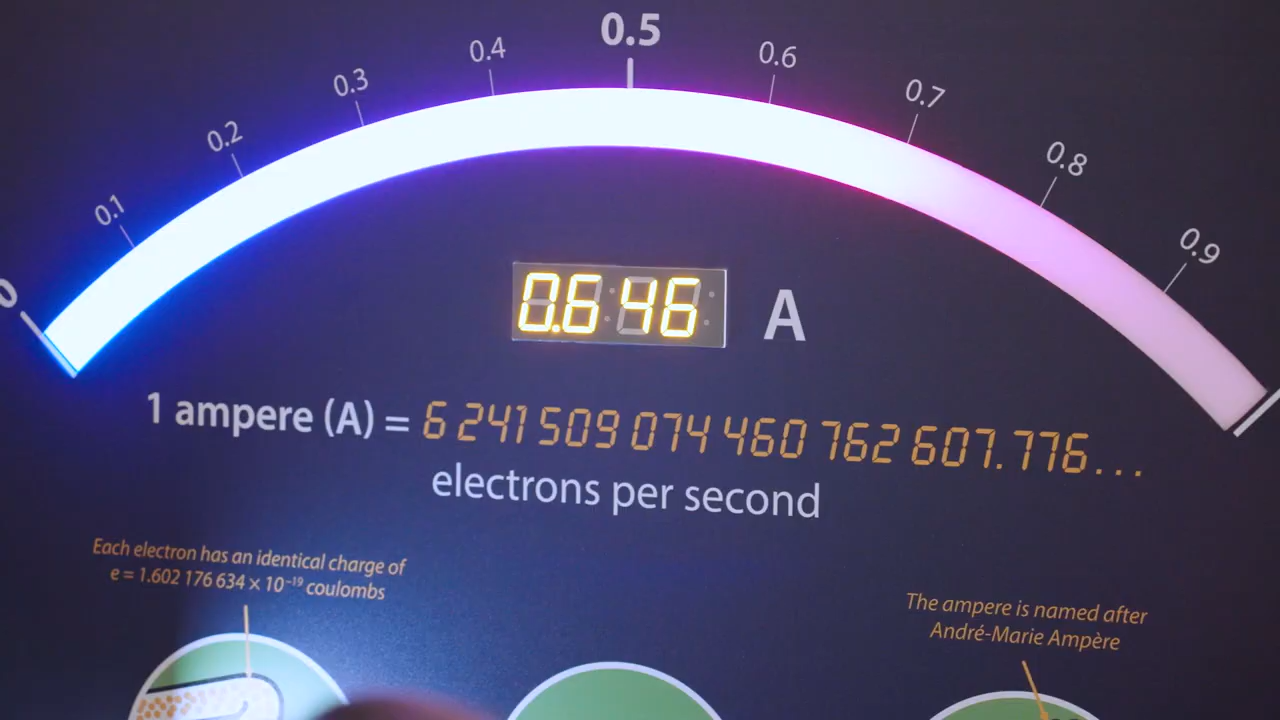 0.5
0.4
0.6
0.3
0.7
0.2
0.8
0.1
0.9
0
0.646 A
1 ampere (A) = 6 241 509 074 460 762 607.776...
electrons per second
Each electron has an identical charge of
e = 1.602 176 634 × 10⁻¹⁹ coulombs
The ampere is named after
André-Marie Ampère